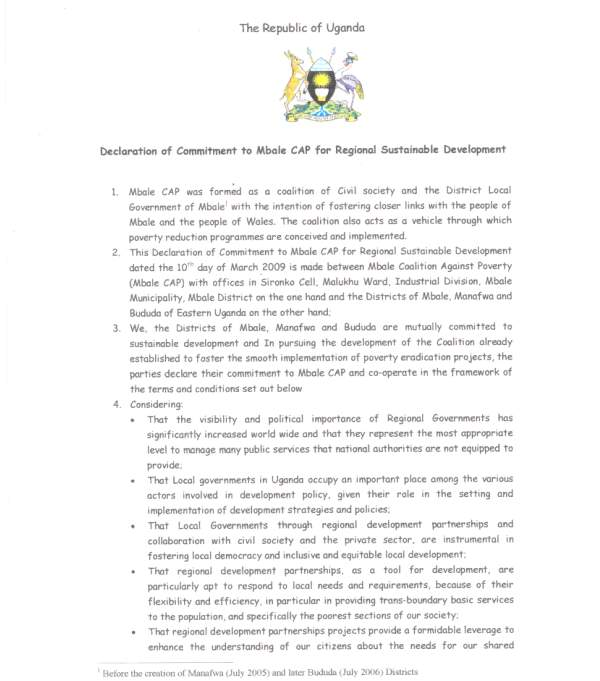 The Republic of Uganda
Declaration of Commitment to Mbale CAP for Regional Sustainable Development
1. Mbale CAP was formed as a coalition of Civil society and the District Local
Government of Mbale¹ with the intention of fostering closer links with the people of
Mbale and the people of Wales. The coalition also acts as a vehicle through which
poverty reduction programmes are conceived and implemented.
2. This Declaration of Commitment to Mbale CAP for Regional Sustainable Development
dated the 10th day of March 2009 is made between Mbale Coalition Against Poverty
(Mbale CAP) with offices in Sironko Cell, Malukhu Ward, Industrial Division, Mbale
Municipality, Mbale District on the one hand and the Districts of Mbale, Manafwa and
Bududa of Eastern Uganda on the other hand;
3. We, the Districts of Mbale, Manafwa and Bududa are mutually committed to
sustainable development and In pursuing the development of the Coalition already
established to foster the smooth implementation of poverty eradication projects, the
parties declare their commitment to Mbale CAP and co-operate in the framework of
the terms and conditions set out below
4. Considering:
• That the visibility and political importance of Regional Governments has
significantly increased world wide and that they represent the most appropriate
level to manage many public services that national authorities are not equipped to
provide;
• That Local governments in Uganda occupy an important place among the various
actors involved in development policy, given their role in the setting and
implementation of development strategies and policies;
• That Local Governments through regional development partnerships and
collaboration with civil society and the private sector, are instrumental in
fostering local democracy and inclusive and equitable local development;
• That regional development partnerships, as a tool for development, are
particularly apt to respond to local needs and requirements, because of their
flexibility and efficiency, in particular in providing trans-boundary basic services
to the population, and specifically the poorest sections of our society;
• That regional development partnerships projects provide a formidable leverage to
enhance the understanding of our citizens about the needs for our shared
¹ Before the creation of Manafwa (July 2005) and later Bududa (July 2006) Districts